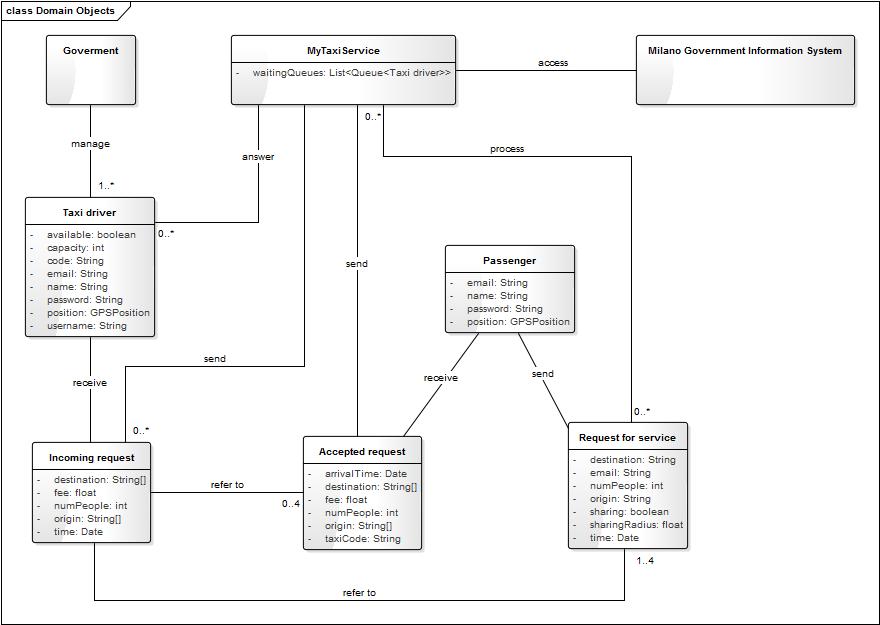 class Domain Objects
Goverment
MyTaxiService
- waitingQueues: List<Queue<Taxi driver>>
Milano Government Information System
access
0..*
manage
answer
process
1..*
Taxi driver
- available: boolean
- capacity: int
- code: String
- email: String
- name: String
- password: String
- position: GPSPosition
- username: String
0..*
send
Passenger
- email: String
- name: String
- password: String
- position: GPSPosition
send
receive
receive
send
0..*
0..*
Incoming request
- destination: String[]
- fee: float
- numPeople: int
- origin: String[]
- time: Date
refer to
0..4
Accepted request
- arrivalTime: Date
- destination: String[]
- fee: float
- numPeople: int
- origin: String[]
- taxiCode: String
Request for service
- destination: String
- email: String
- numPeople: int
- origin: String
- sharing: boolean
- sharingRadius: float
- time: Date
1..4
refer to